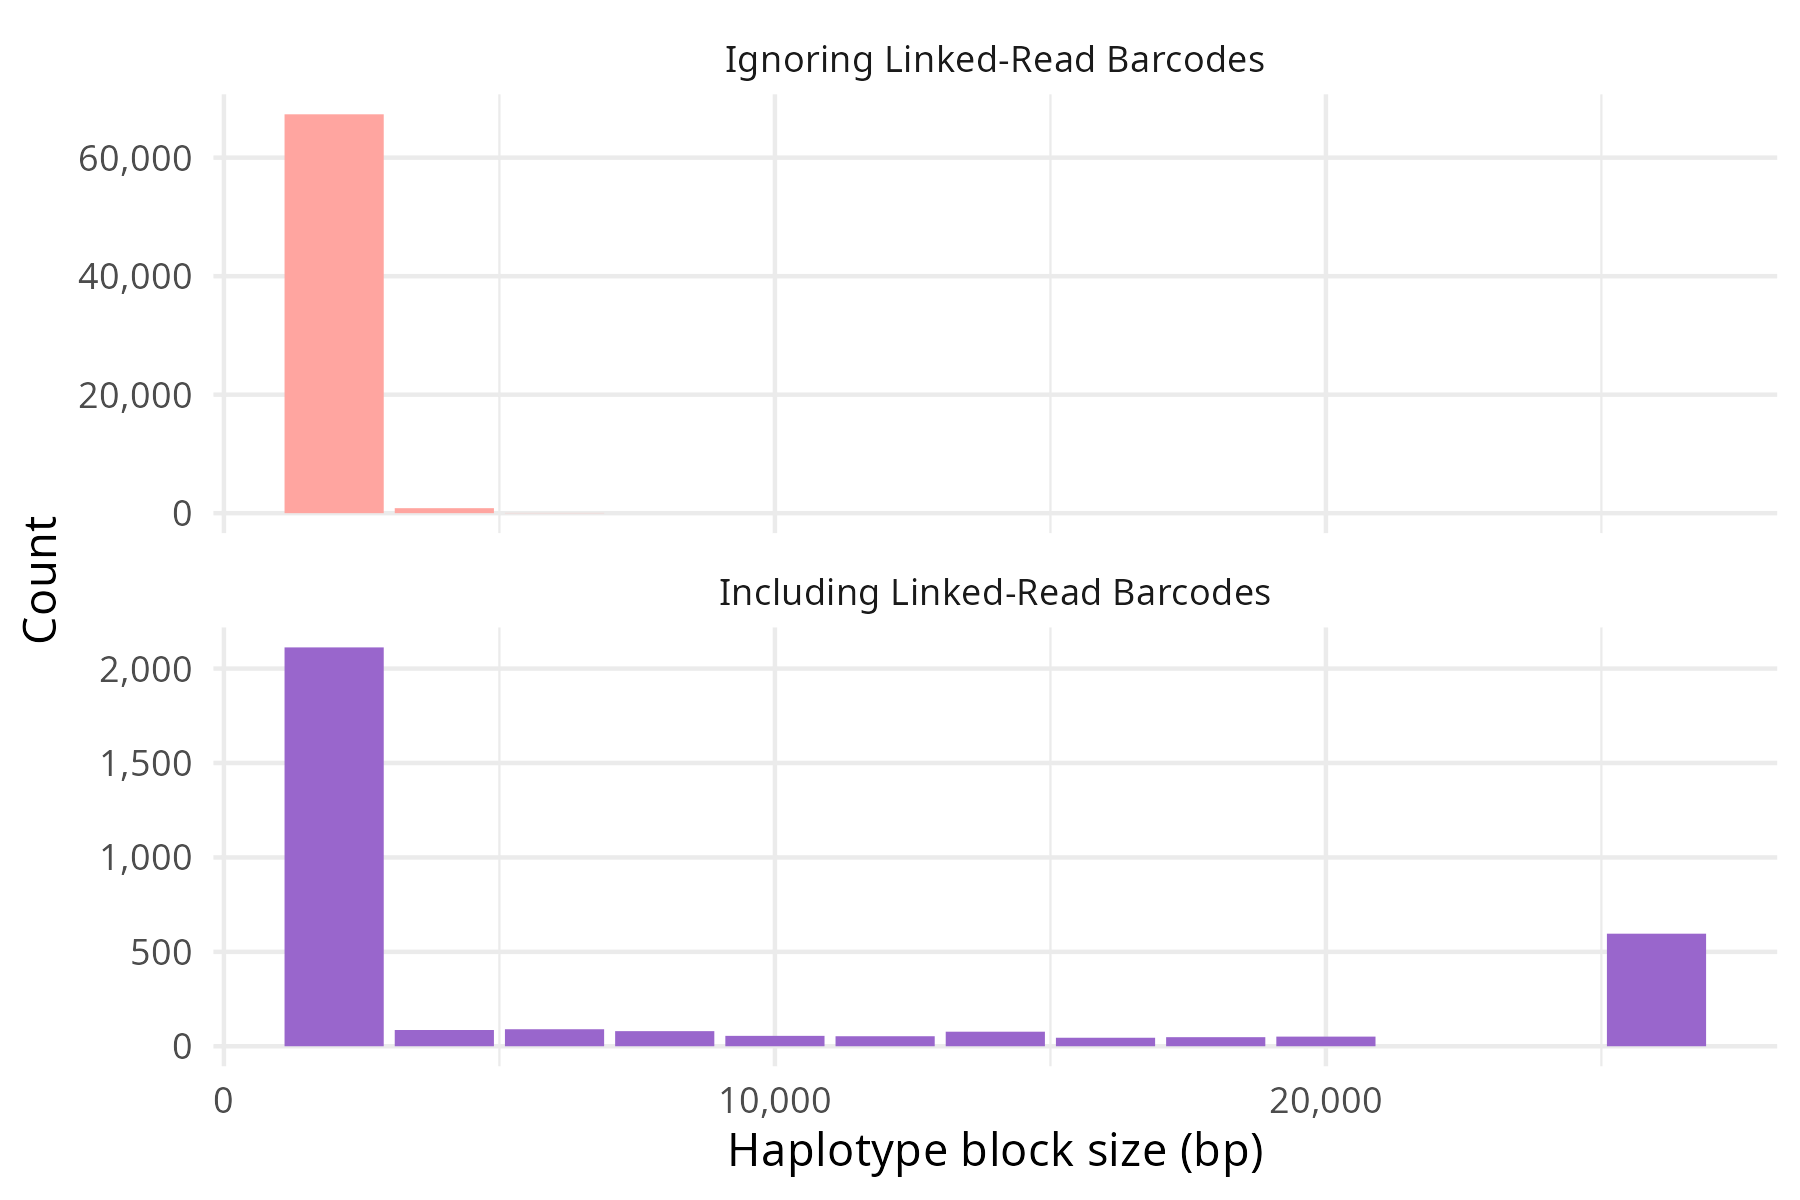 Ignoring Linked-Read Barcodes
60,000
40,000
20,000
0
Count
Including Linked-Read Barcodes
2,000
1,500
1,000
500
0
0 10,000 20,000
Haplotype block size (bp)